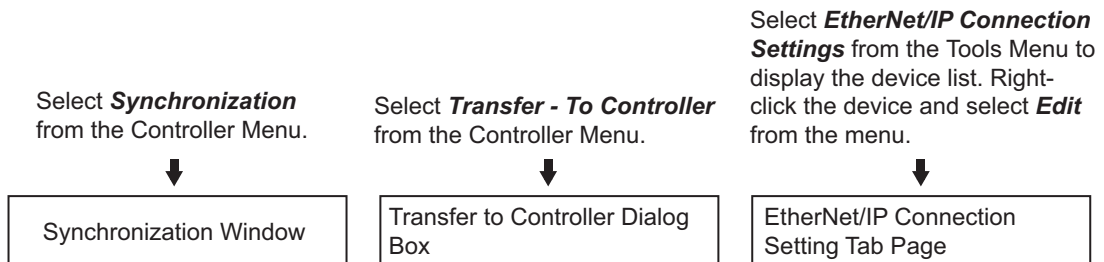 Select Synchronization
from the Controller Menu.
Select Transfer - To Controller
from the Controller Menu.
Select EtherNet/IP Connection
Settings from the Tools Menu to
display the device list. Right-
click the device and select Edit
from the menu.
Synchronization Window
Transfer to Controller Dialog
Box
EtherNet/IP Connection
Setting Tab Page